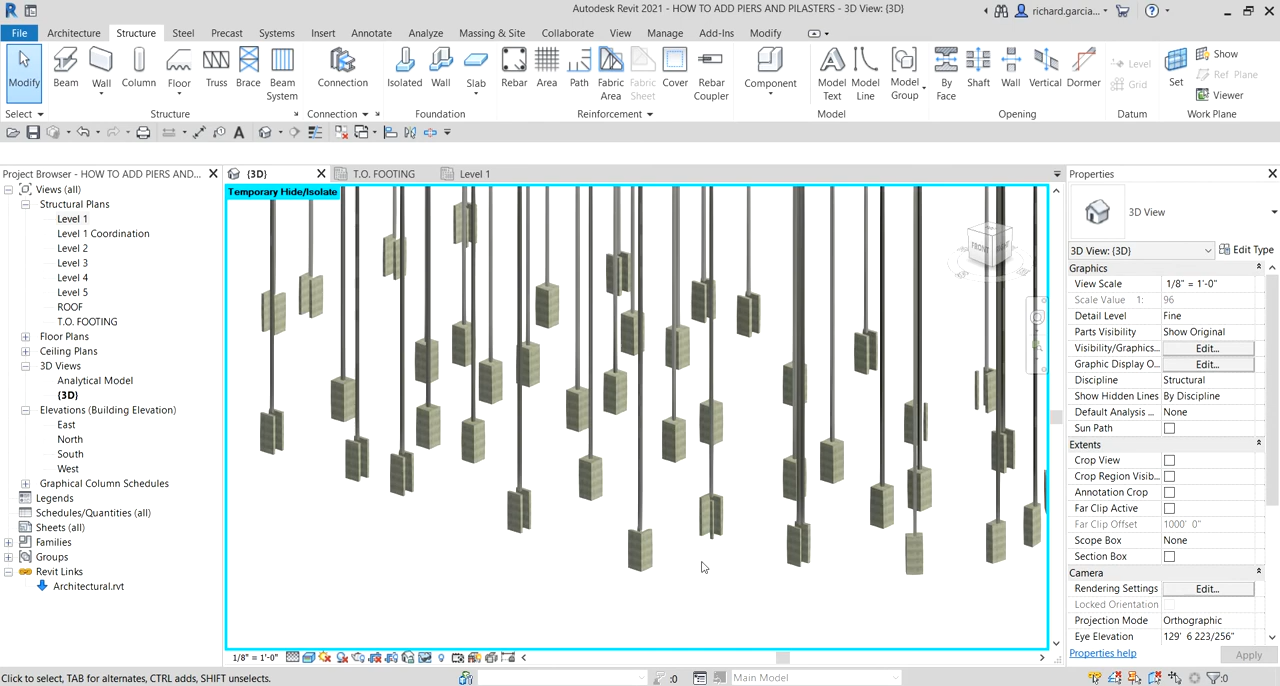 Autodesk Revit 2021 - HOW TO ADD PIERS AND PILASTERS - 3D View: {3D}
richard.garcia...
File Architecture Structure Steel Precast Systems Insert Annotate Analyze Massing & Site Collaborate View Manage Add-Ins Modify
Modify Beam Wall Column Floor Truss Brace Beam System Connection Isolated Wall Slab Rebar Area Path Fabric Area Fabric Sheet Cover Rebar Coupler Component Model Text Model Line Model Group By Face Shaft Wall Vertical Dormer Level Grid Set Show Ref Plane Viewer
Select Structure Connection Foundation Reinforcement Model Opening Datum Work Plane
Project Browser - HOW TO ADD PIERS AND...
Views (all)
Structural Plans
Level 1
Level 1 Coordination
Level 2
Level 3
Level 4
Level 5
ROOF
T.O. FOOTING
Floor Plans
Ceiling Plans
3D Views
Analytical Model
{3D}
Elevations (Building Elevation)
East
North
South
West
Graphical Column Schedules
Legends
Schedules/Quantities (all)
Sheets (all)
Families
Groups
Revit Links
Architectural.rvt
{3D} T.O. FOOTING Level 1
Temporary Hide/Isolate
FRONT
1/8" = 1'-0"
Properties
3D View
3D View: {3D} Edit Type
Graphics
View Scale 1/8" = 1'-0"
Scale Value 1: 96
Detail Level Fine
Parts Visibility Show Original
Visibility/Graphics... Edit...
Graphic Display O... Edit...
Discipline Structural
Show Hidden Lines By Discipline
Default Analysis ... None
Sun Path
Extents
Crop View
Crop Region Visib...
Annotation Crop
Far Clip Active
Far Clip Offset 1000' 0"
Scope Box None
Section Box
Camera
Rendering Settings Edit...
Locked Orientation
Projection Mode Orthographic
Eye Elevation 129' 6 223/256"
Properties help Apply
Click to select, TAB for alternates, CTRL adds, SHIFT unselects. :0 Main Model :0